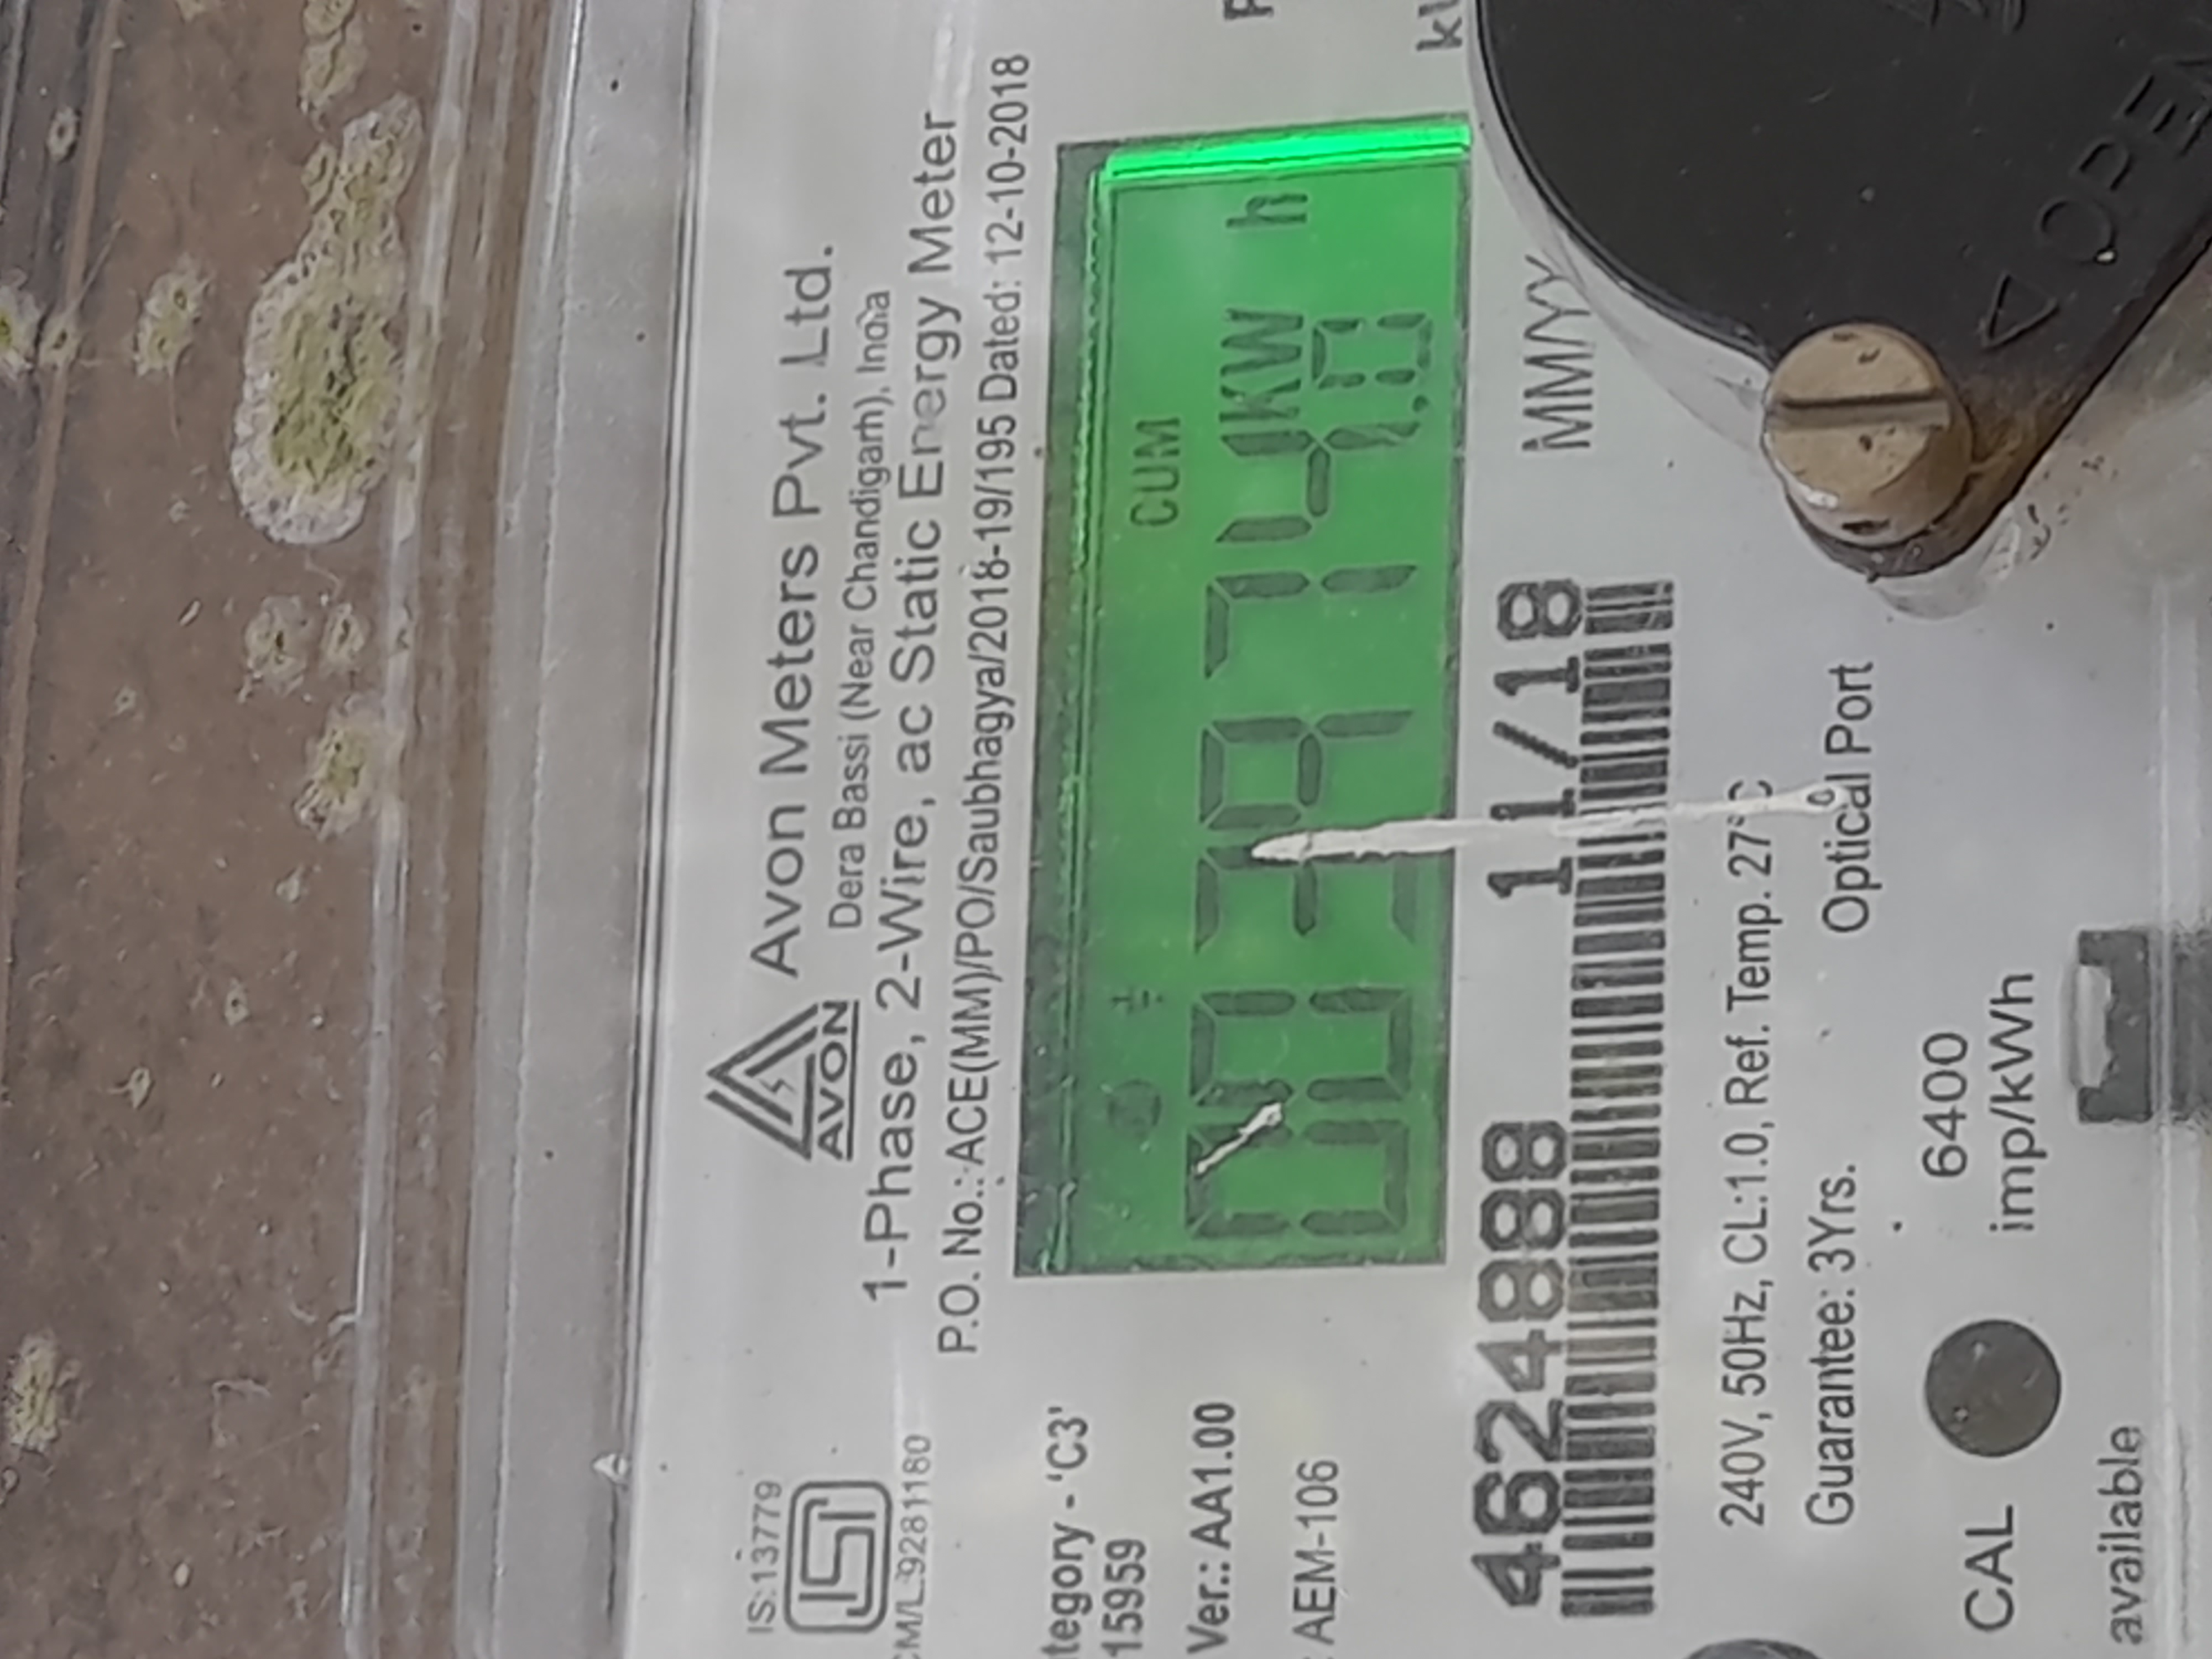 IS:13779
CM/L:9281180
AVON
Avon Meters Pvt. Ltd.
Dera Bassi (Near Chandigarh), India
1-Phase, 2-Wire, ac Static Energy Meter
P.O. No.:ACE(MM)/PO/Saubhagya/2018-19/195 Dated: 12-10-2018
tegory - 'C3'
15959
Ver.: AA1.00
AEM-106
CUM
003974.0 kWh
4624888 11/18 MM/YY
240V, 50Hz, CL:1.0, Ref. Temp. 27°C
Guarantee: 3Yrs. Optical Port
CAL 6400
imp/kWh
available
OPEN